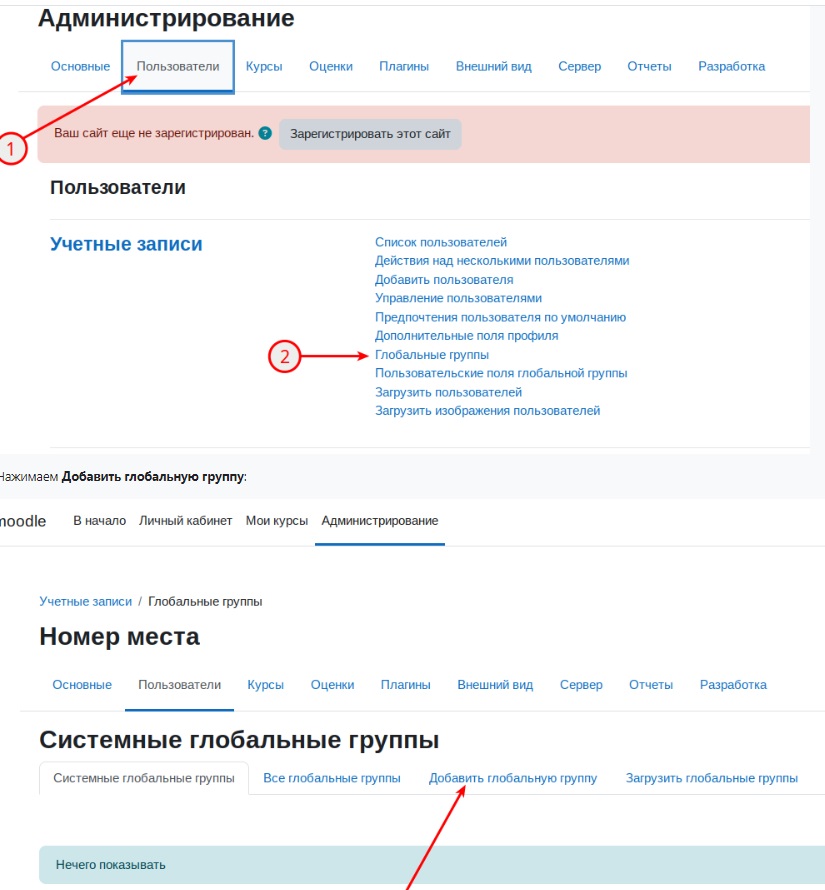 Администрирование
Основные Пользователи Курсы Оценки Плагины Внешний вид Сервер Отчеты Разработка
Ваш сайт еще не зарегистрирован. ? Зарегистрировать этот сайт
1
Пользователи
Учетные записи
Список пользователей
Действия над несколькими пользователями
Добавить пользователя
Управление пользователями
Предпочтения пользователя по умолчанию
Дополнительные поля профиля
2 Глобальные группы
Пользовательские поля глобальной группы
Загрузить пользователей
Загрузить изображения пользователей
Нажимаем Добавить глобальную группу:
moodle В начало Личный кабинет Мои курсы Администрирование
Учетные записи / Глобальные группы
Номер места
Основные Пользователи Курсы Оценки Плагины Внешний вид Сервер Отчеты Разработка
Системные глобальные группы
Системные глобальные группы Все глобальные группы Добавить глобальную группу Загрузить глобальные группы
Нечего показывать